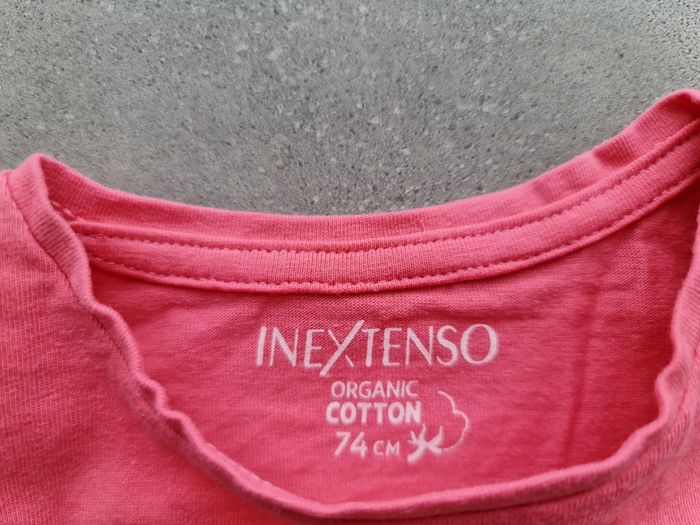 INEXTENSO
ORGANIC
COTTON
74 CM